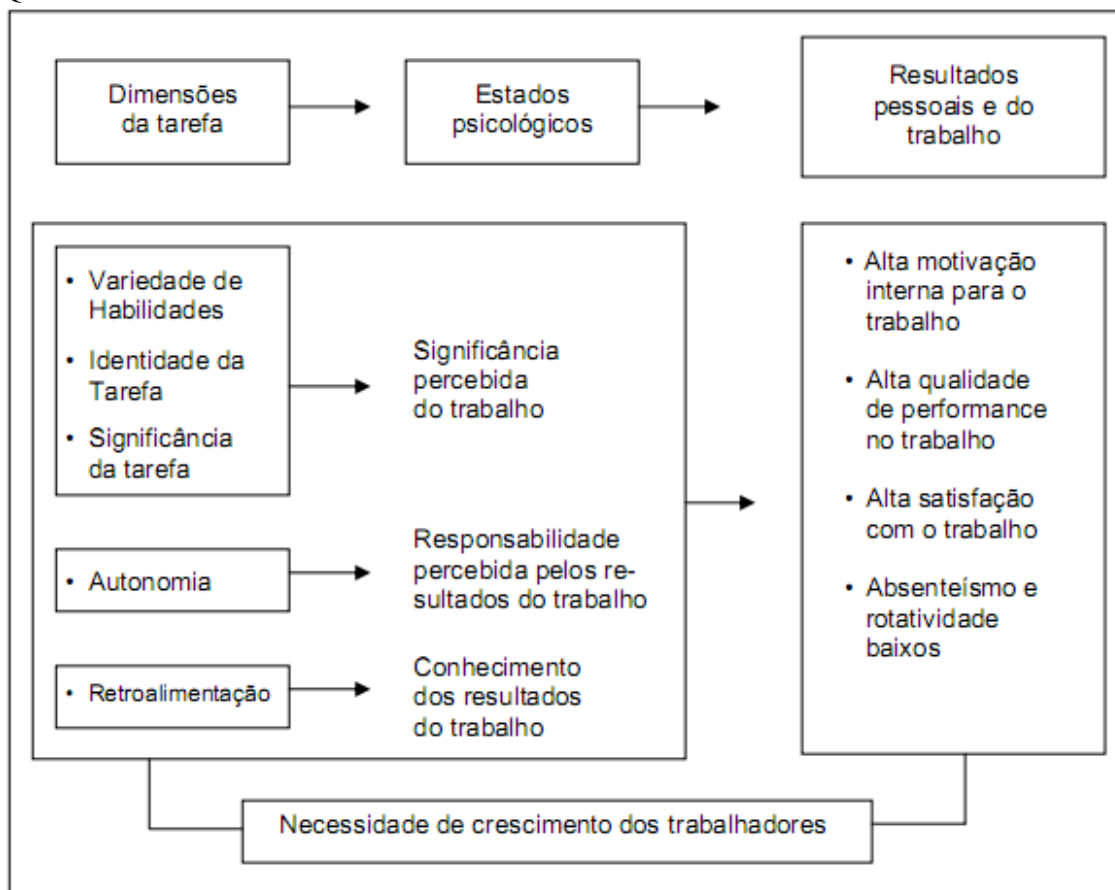 Dimensões
da tarefa
Estados
psicológicos
Resultados
pessoais e do
trabalho
• Variedade de
Habilidades
• Identidade da
Tarefa
• Significância
da tarefa
Significância
percebida
do trabalho
• Autonomia
Responsabilidade
percebida pelos re-
sultados do trabalho
• Retroalimentação
Conhecimento
dos resultados
do trabalho
• Alta motivação
interna para o
trabalho
• Alta qualidade
de performance
no trabalho
• Alta satisfação
com o trabalho
• Absenteísmo e
rotatividade
baixos
Necessidade de crescimento dos trabalhadores